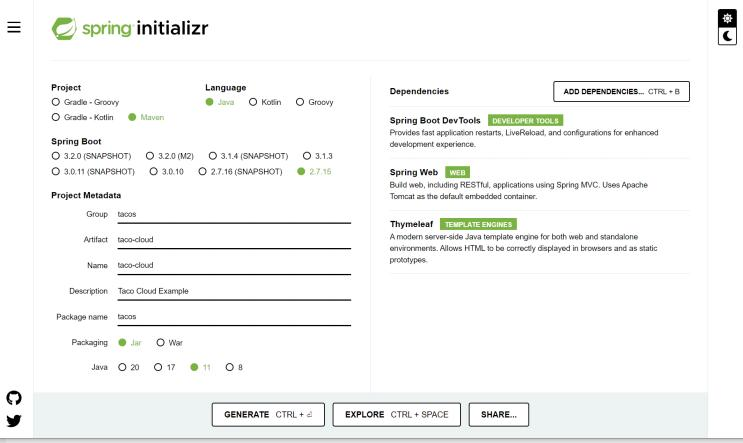 spring initializr
Project
Gradle - Groovy
Gradle - Kotlin Maven
Language
Java Kotlin Groovy
Spring Boot
3.2.0 (SNAPSHOT) 3.2.0 (M2) 3.1.4 (SNAPSHOT) 3.1.3
3.0.11 (SNAPSHOT) 3.0.10 2.7.16 (SNAPSHOT) 2.7.15
Project Metadata
Group tacos
Artifact taco-cloud
Name taco-cloud
Description Taco Cloud Example
Package name tacos
Packaging Jar War
Java 20 17 11 8
Dependencies ADD DEPENDENCIES... CTRL + B
Spring Boot DevTools DEVELOPER TOOLS
Provides fast application restarts, LiveReload, and configurations for enhanced
development experience.
Spring Web WEB
Build web, including RESTful, applications using Spring MVC. Uses Apache
Tomcat as the default embedded container.
Thymeleaf TEMPLATE ENGINES
A modern server-side Java template engine for both web and standalone
environments. Allows HTML to be correctly displayed in browsers and as static
prototypes.
GENERATE CTRL + ⏎ EXPLORE CTRL + SPACE SHARE...